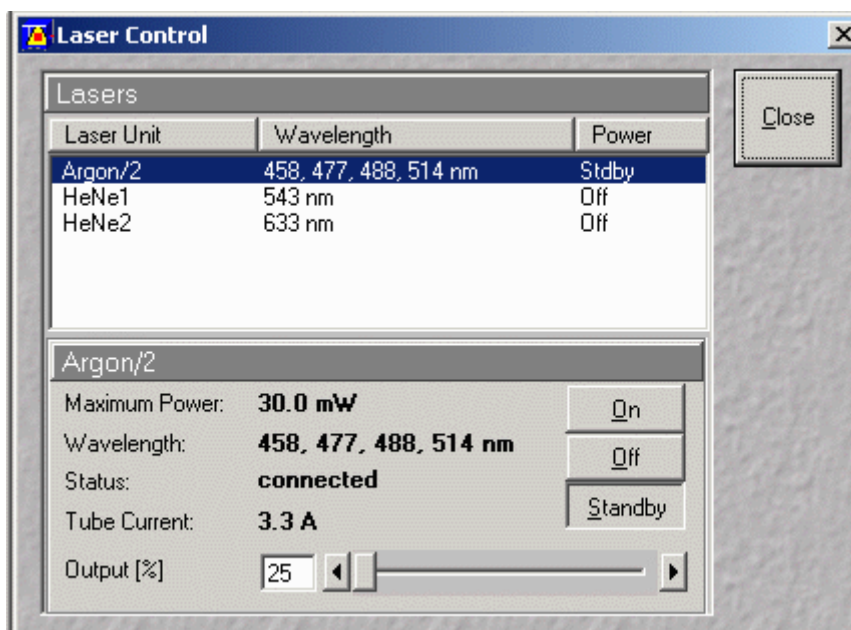 Laser Control
Lasers
Close
Laser Unit Wavelength Power
Argon/2 458, 477, 488, 514 nm Stdby
HeNe1 543 nm Off
HeNe2 633 nm Off
Argon/2
Maximum Power: 30.0 mW On
Wavelength: 458, 477, 488, 514 nm Off
Status: connected
Standby
Tube Current: 3.3 A
Output [%] 25